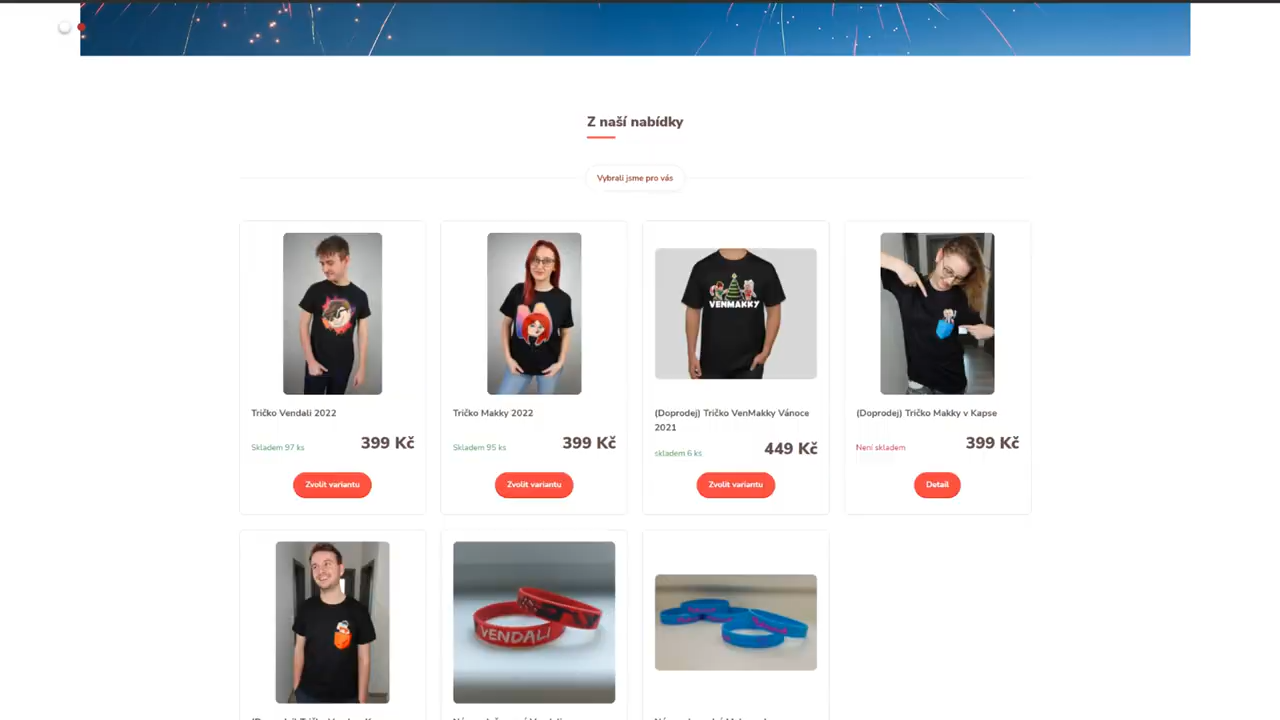 Z naší nabídky
Vybrali jsme pro vás
VENMAKKY
Tričko Vendali 2022
Skladem 97 ks
399 Kč
Zvolit variantu
Tričko Makky 2022
Skladem 95 ks
399 Kč
Zvolit variantu
(Doprodej) Tričko VenMakky Vánoce
2021
skladem 6 ks
449 Kč
Zvolit variantu
(Doprodej) Tričko Makky v Kapse
Není skladem
399 Kč
Detail
VENDALI